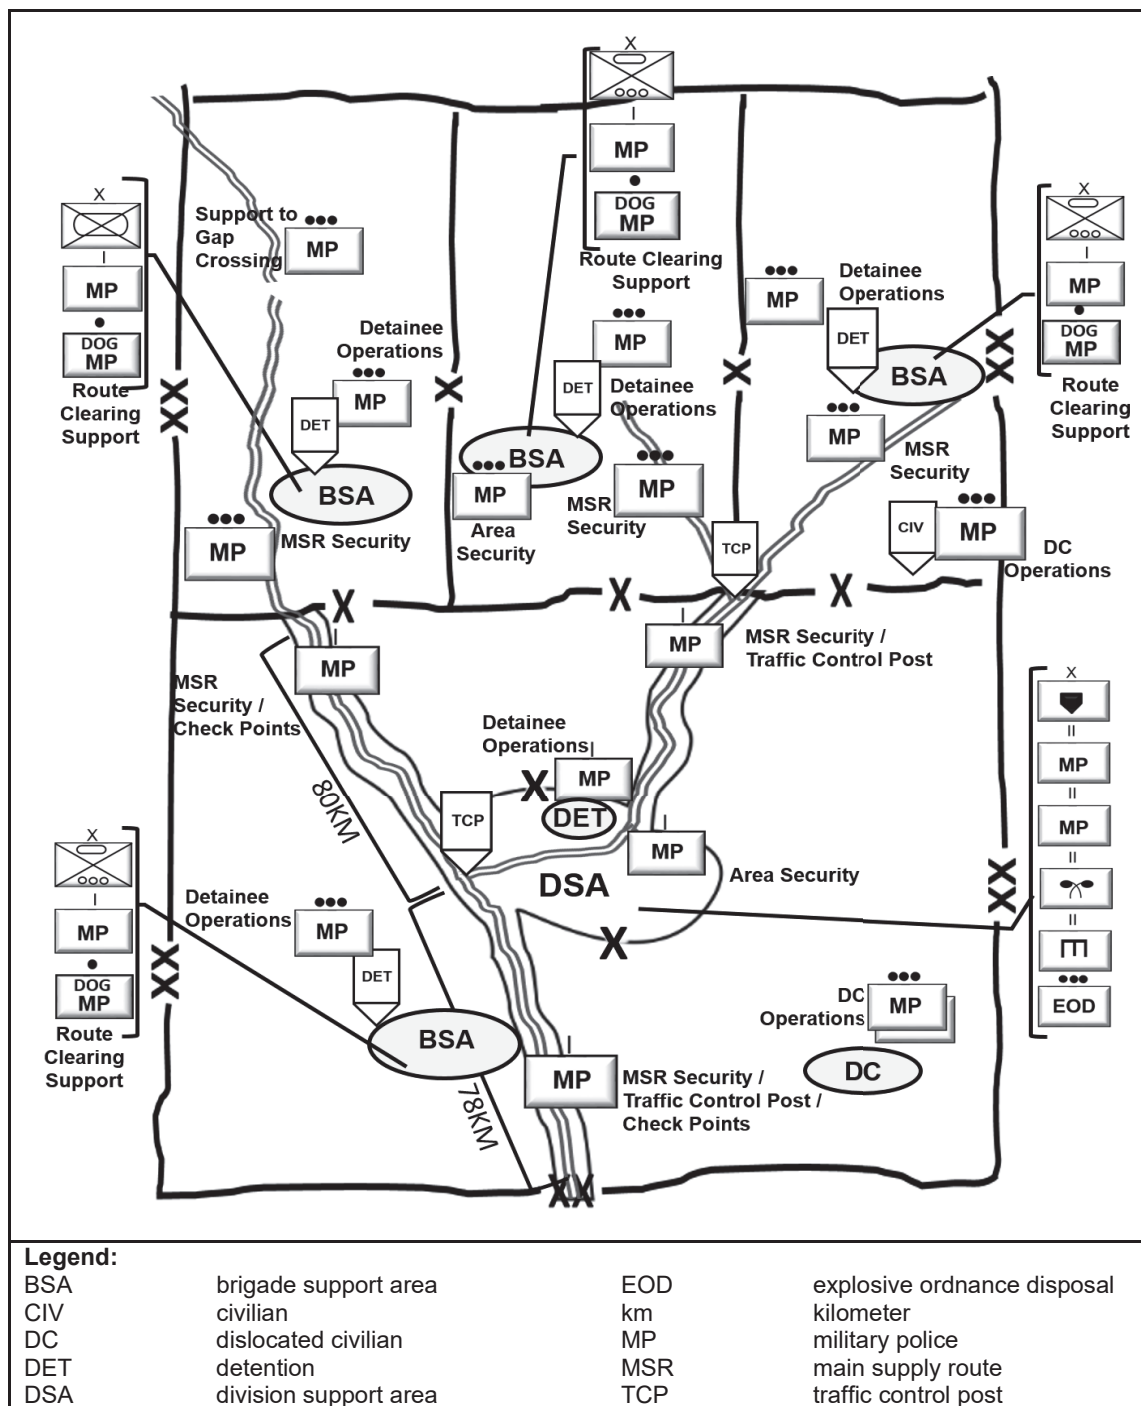 X
I
MP
DOG
MP
Route Clearing
Support
X
I
MP
DOG
MP
Route
Clearing
Support
Support to
Gap
Crossing
MP
Detainee
Operations
MP
DET
BSA
MP
MSR Security
X
X
X
MP
Detainee
Operations
DET
BSA
MP
Area
Security
MSR
Security
MP
X
MP
Detainee
Operations
DET
BSA
MP
MSR
Security
X
X
X
I
MP
DOG
MP
Route
Clearing
Support
CIV
MP
DC
Operations
TCP
X
X
X
I
MP
MSR
Security /
Check Points
I
MP
MSR Security /
Traffic Control Post
80KM
Detainee
Operations
I
MP
X
DET
TCP
I
MP
Area Security
DSA
X
X
X
X
II
MP
II
MP
II
II
EOD
X
I
MP
DOG
MP
Route
Clearing
Support
Detainee
Operations
MP
DET
BSA
X
X
78KM
I
MP
MSR Security /
Traffic Control Post /
Check Points
DC
Operations
MP
DC
XX
Legend:
BSA brigade support area EOD explosive ordnance disposal
CIV civilian km kilometer
DC dislocated civilian MP military police
DET detention MSR main supply route
DSA division support area TCP traffic control post